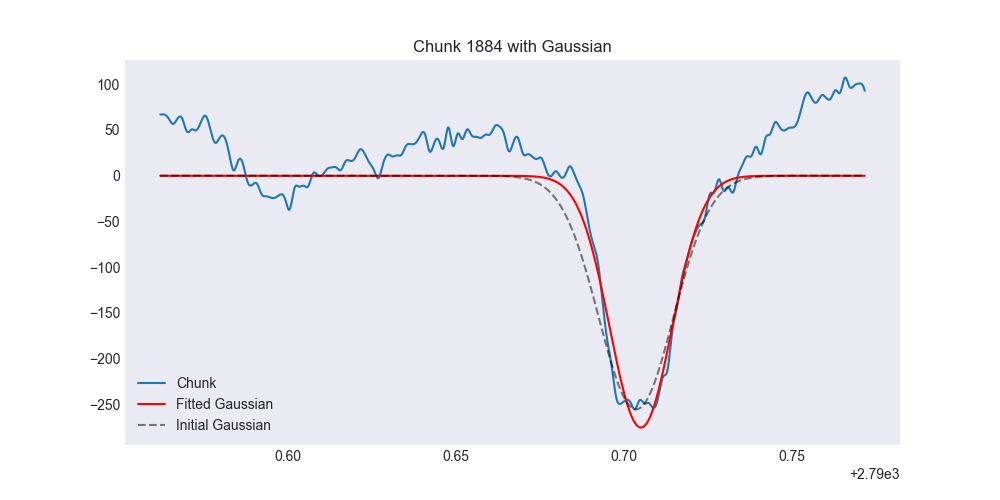 Chunk 1884 with Gaussian
100
50
0
−50
−100
−150
−200
−250
Chunk
Fitted Gaussian
Initial Gaussian
0.60 0.65 0.70 0.75
+2.79e3